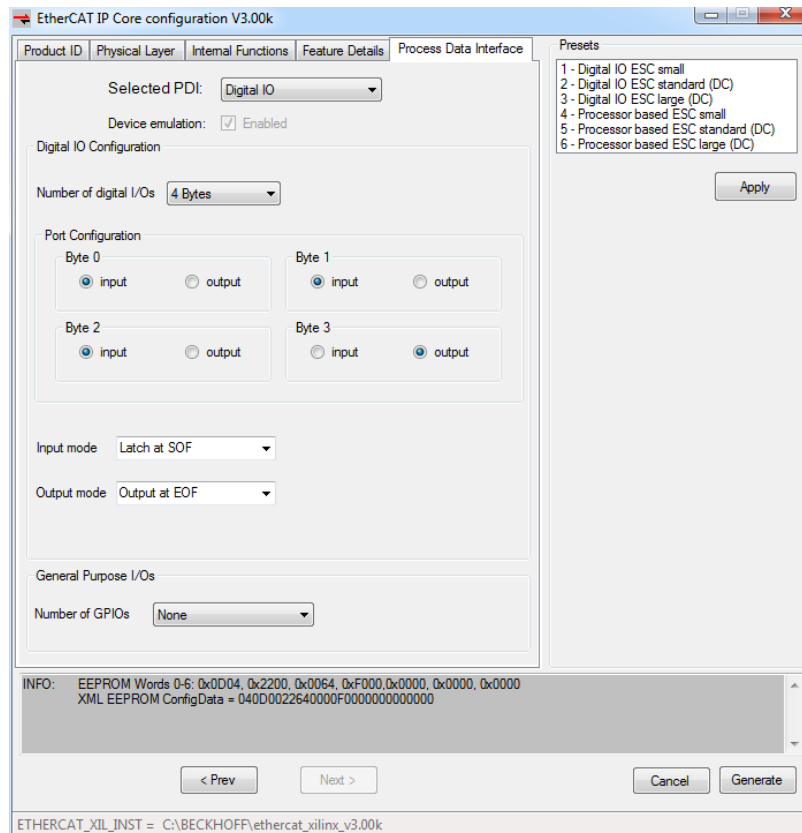 EtherCAT IP Core configuration V3.00k
Product ID Physical Layer Internal Functions Feature Details Process Data Interface
Selected PDI: Digital IO
Device emulation: Enabled
Digital IO Configuration
Number of digital I/Os 4 Bytes
Port Configuration
Byte 0 Byte 1
input output input output
Byte 2 Byte 3
input output input output
Input mode Latch at SOF
Output mode Output at EOF
General Purpose I/Os
Number of GPIOs None
Presets
1 - Digital IO ESC small
2 - Digital IO ESC standard (DC)
3 - Digital IO ESC large (DC)
4 - Processor based ESC small
5 - Processor based ESC standard (DC)
6 - Processor based ESC large (DC)
Apply
INFO: EEPROM Words 0-6: 0x0D04, 0x2200, 0x0064, 0xF000,0x0000, 0x0000, 0x0000
XML EEPROM ConfigData = 040D0022640000F0000000000000
< Prev Next > Cancel Generate
ETHERCAT_XIL_INST = C:\BECKHOFF\ethercat_xilinx_v3.00k